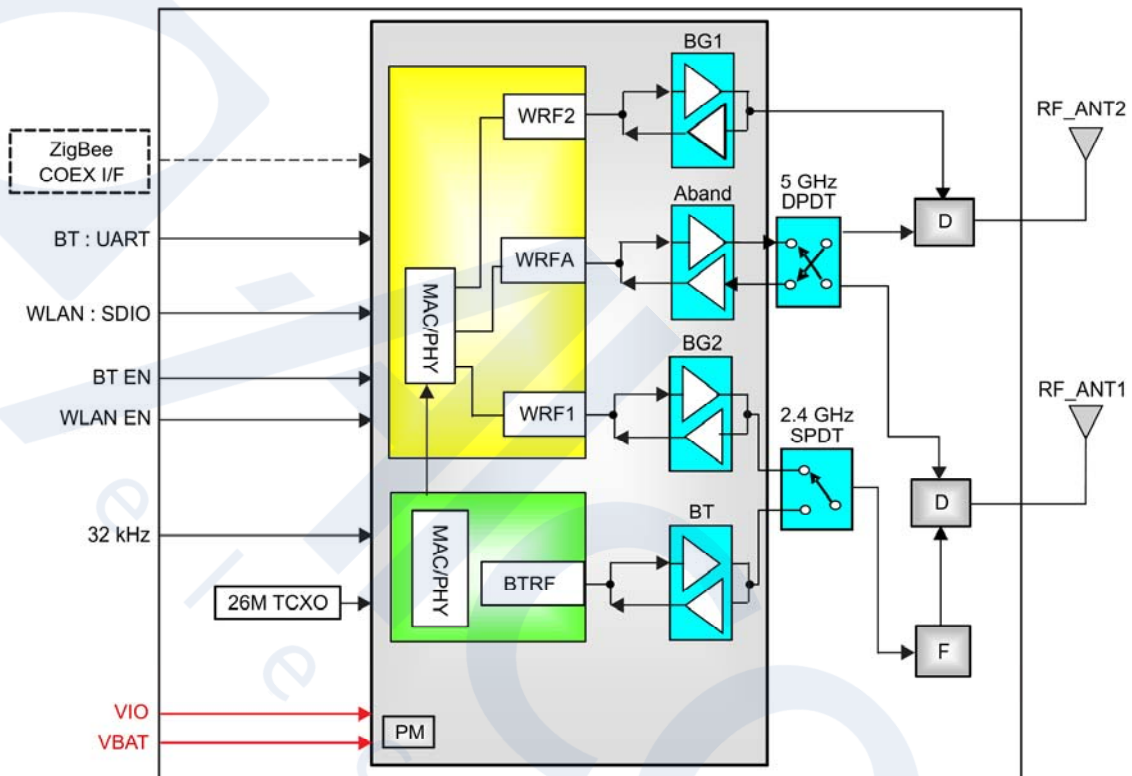 BG1
WRF2
RF_ANT2
ZigBee
COEX I/F
5 GHz
DPDT
Aband
D
BT : UART
WRFA
MAC/PHY
WLAN : SDIO
BG2
BT EN
RF_ANT1
WRF1
2.4 GHz
SPDT
WLAN EN
D
BT
32 kHz
MAC/PHY
BTRF
26M TCXO
F
VIO
PM
VBAT